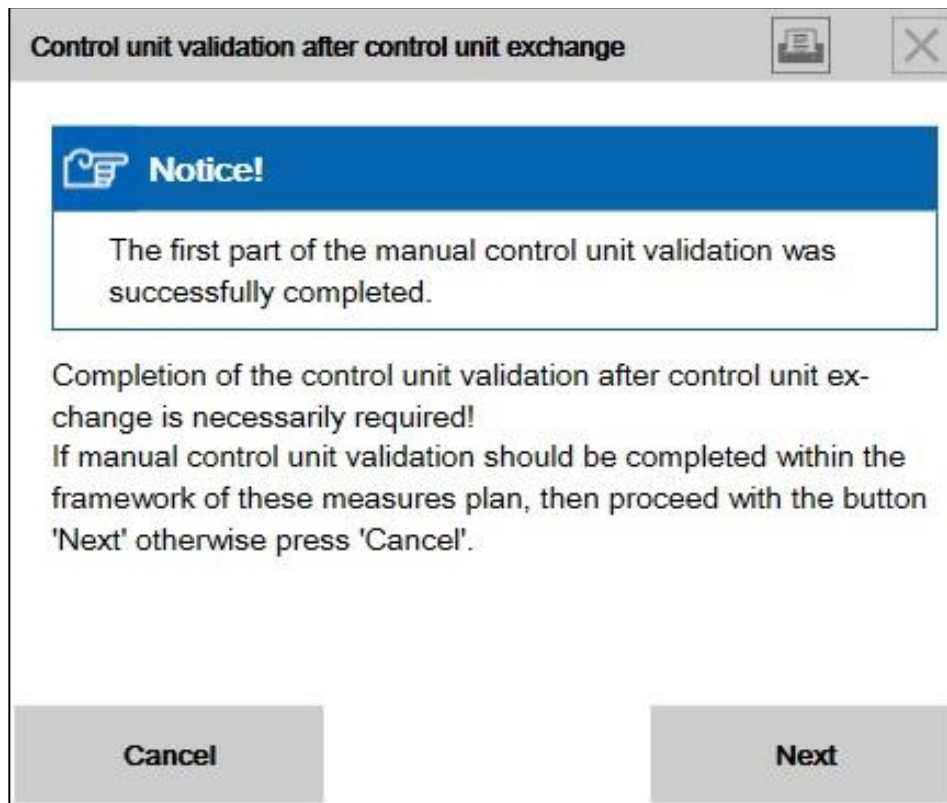 Control unit validation after control unit exchange
Notice!
The first part of the manual control unit validation was
successfully completed.
Completion of the control unit validation after control unit ex-
change is necessarily required!
If manual control unit validation should be completed within the
framework of these measures plan, then proceed with the button
'Next' otherwise press 'Cancel'.
Cancel
Next